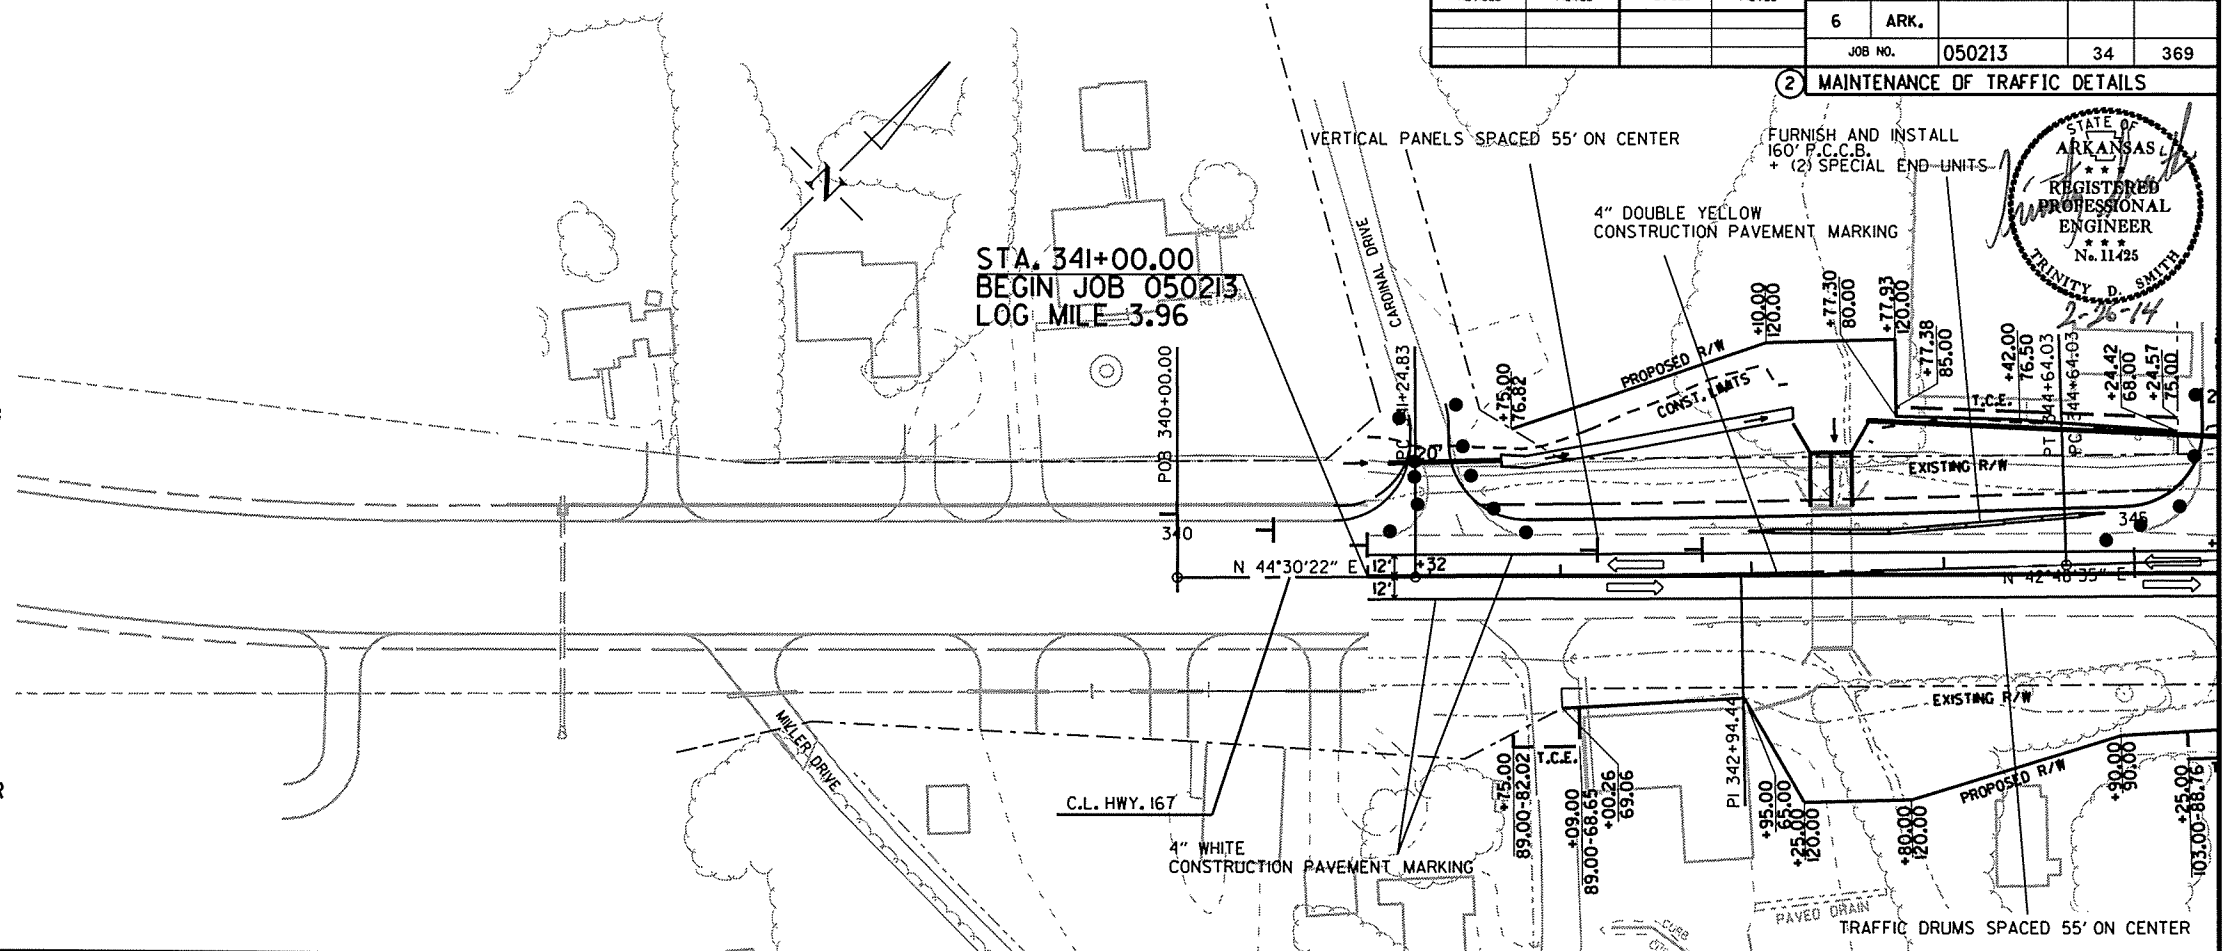 6 ARK.
JOB NO. 050213 34 369
2 MAINTENANCE OF TRAFFIC DETAILS
VERTICAL PANELS SPACED 55' ON CENTER
FURNISH AND INSTALL
160' P.C.C.B.
+ (2) SPECIAL END UNITS
STATE OF
ARKANSAS
REGISTERED
PROFESSIONAL
ENGINEER
No. 11425
TRINITY D. SMITH
2-26-14
4" DOUBLE YELLOW
CONSTRUCTION PAVEMENT MARKING
N
STA. 341+00.00
BEGIN JOB 050213
LOG MILE 3.96
CARDINAL DRIVE
POB 340+00.00
+75.00
76.82
PROPOSED R/W
CONST. LIMITS
+10.00
120.00
+77.30
80.00
+77.93
120.00
+77.38
85.00
+42.00
76.50
PT 344+64.03
PC 344+64.03
+24.42
68.00
+24.57
75.00
T.C.E.
EXISTING R/W
340
345
N 44°30'22" E
12'
+32
12'
N 42°48'35" E
EXISTING R/W
MIKLER DRIVE
C.L. HWY. 167
4" WHITE
CONSTRUCTION PAVEMENT MARKING
+75.00
89.00-82.02
T.C.E.
+09.00
89.00-68.65
+00.26
69.06
PI 342+94.44
+95.00
65.00
+25.00
120.00
+80.00
120.00
PROPOSED R/W
+90.00
90.00
+25.00
103.00-88.76
PAVED DRAIN
CURB
TRAFFIC DRUMS SPACED 55' ON CENTER